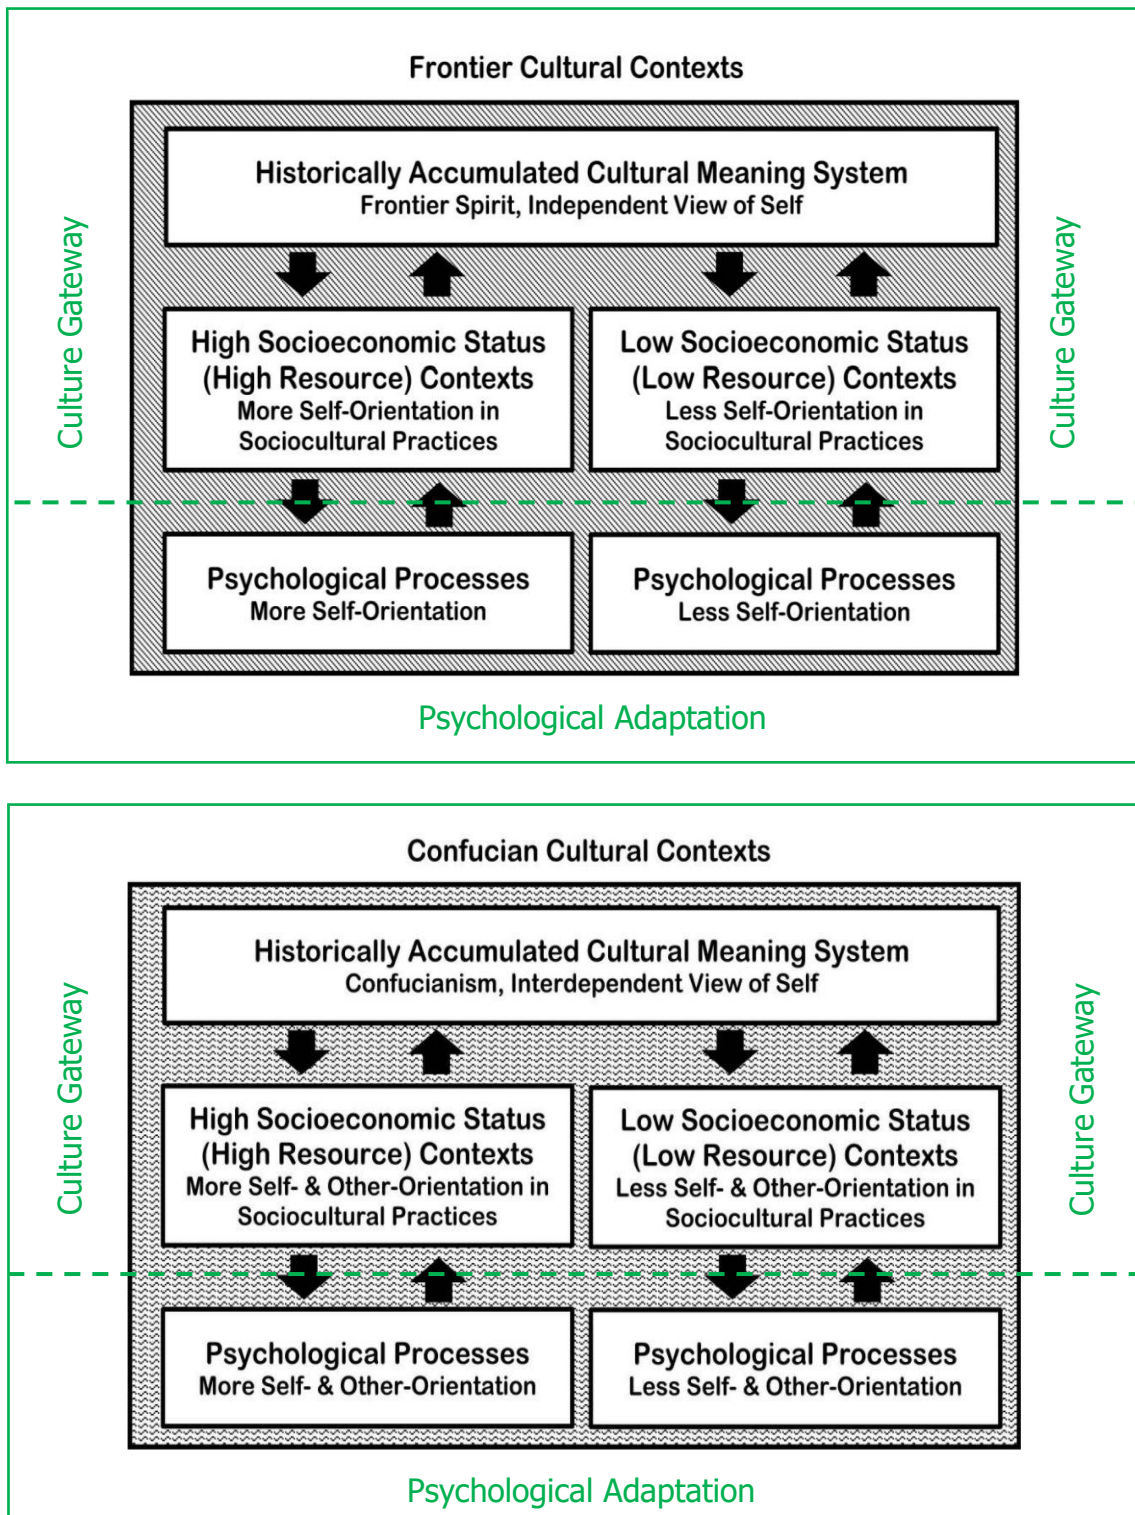 Frontier Cultural Contexts
Historically Accumulated Cultural Meaning System
Frontier Spirit, Independent View of Self
Culture Gateway
High Socioeconomic Status
(High Resource) Contexts
More Self-Orientation in
Sociocultural Practices
Low Socioeconomic Status
(Low Resource) Contexts
Less Self-Orientation in
Sociocultural Practices
Culture Gateway
Psychological Processes
More Self-Orientation
Psychological Processes
Less Self-Orientation
Psychological Adaptation
Confucian Cultural Contexts
Historically Accumulated Cultural Meaning System
Confucianism, Interdependent View of Self
Culture Gateway
High Socioeconomic Status
(High Resource) Contexts
More Self- & Other-Orientation in
Sociocultural Practices
Low Socioeconomic Status
(Low Resource) Contexts
Less Self- & Other-Orientation in
Sociocultural Practices
Culture Gateway
Psychological Processes
More Self- & Other-Orientation
Psychological Processes
Less Self- & Other-Orientation
Psychological Adaptation